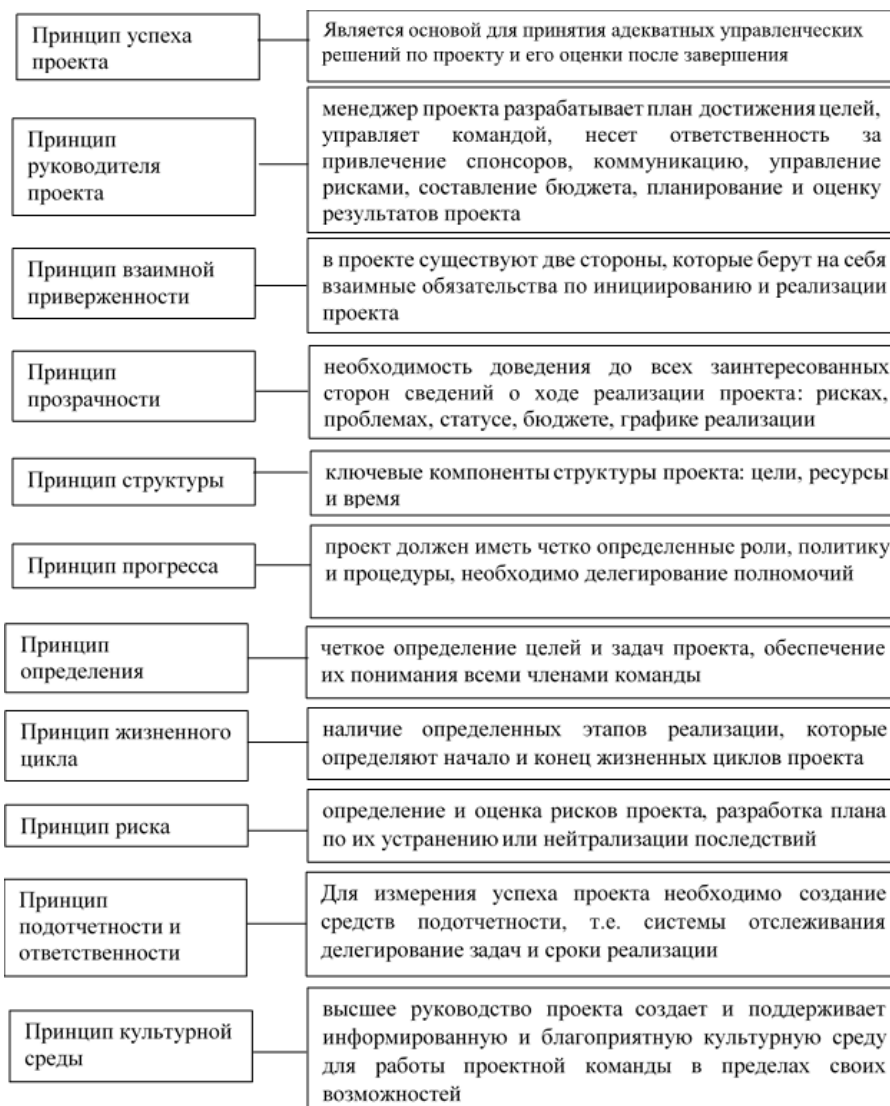 Принцип успеха
проекта
Является основой для принятия адекватных управленческих
решений по проекту и его оценки после завершения
Принцип
руководителя
проекта
менеджер проекта разрабатывает план достижения целей,
управляет командой, несет ответственность за
привлечение спонсоров, коммуникацию, управление
рисками, составление бюджета, планирование и оценку
результатов проекта
Принцип взаимной
приверженности
в проекте существуют две стороны, которые берут на себя
взаимные обязательства по инициированию и реализации
проекта
Принцип
прозрачности
необходимость доведения до всех заинтересованных
сторон сведений о ходе реализации проекта: рисках,
проблемах, статусе, бюджете, графике реализации
Принцип структуры
ключевые компоненты структуры проекта: цели, ресурсы
и время
Принцип прогресса
проект должен иметь четко определенные роли, политику
и процедуры, необходимо делегирование полномочий
Принцип
определения
четкое определение целей и задач проекта, обеспечение
их понимания всеми членами команды
Принцип жизненного
цикла
наличие определенных этапов реализации, которые
определяют начало и конец жизненных циклов проекта
Принцип риска
определение и оценка рисков проекта, разработка плана
по их устранению или нейтрализации последствий
Принцип
подотчетности и
ответственности
Для измерения успеха проекта необходимо создание
средств подотчетности, т.е. системы отслеживания
делегирование задач и сроки реализации
Принцип культурной
среды
высшее руководство проекта создает и поддерживает
информированную и благоприятную культурную среду
для работы проектной команды в пределах своих
возможностей